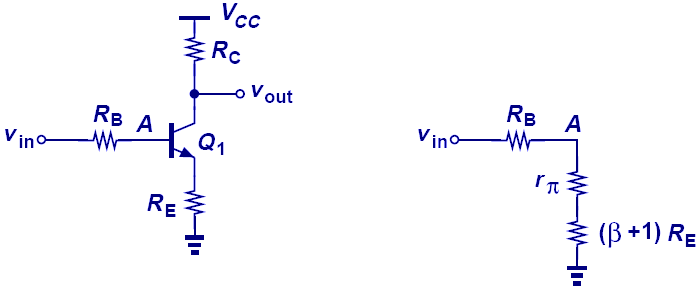 VCC
RC
vout
RB
A
vin
Q1
RE
RB
A
vin
rπ
(β+1) RE